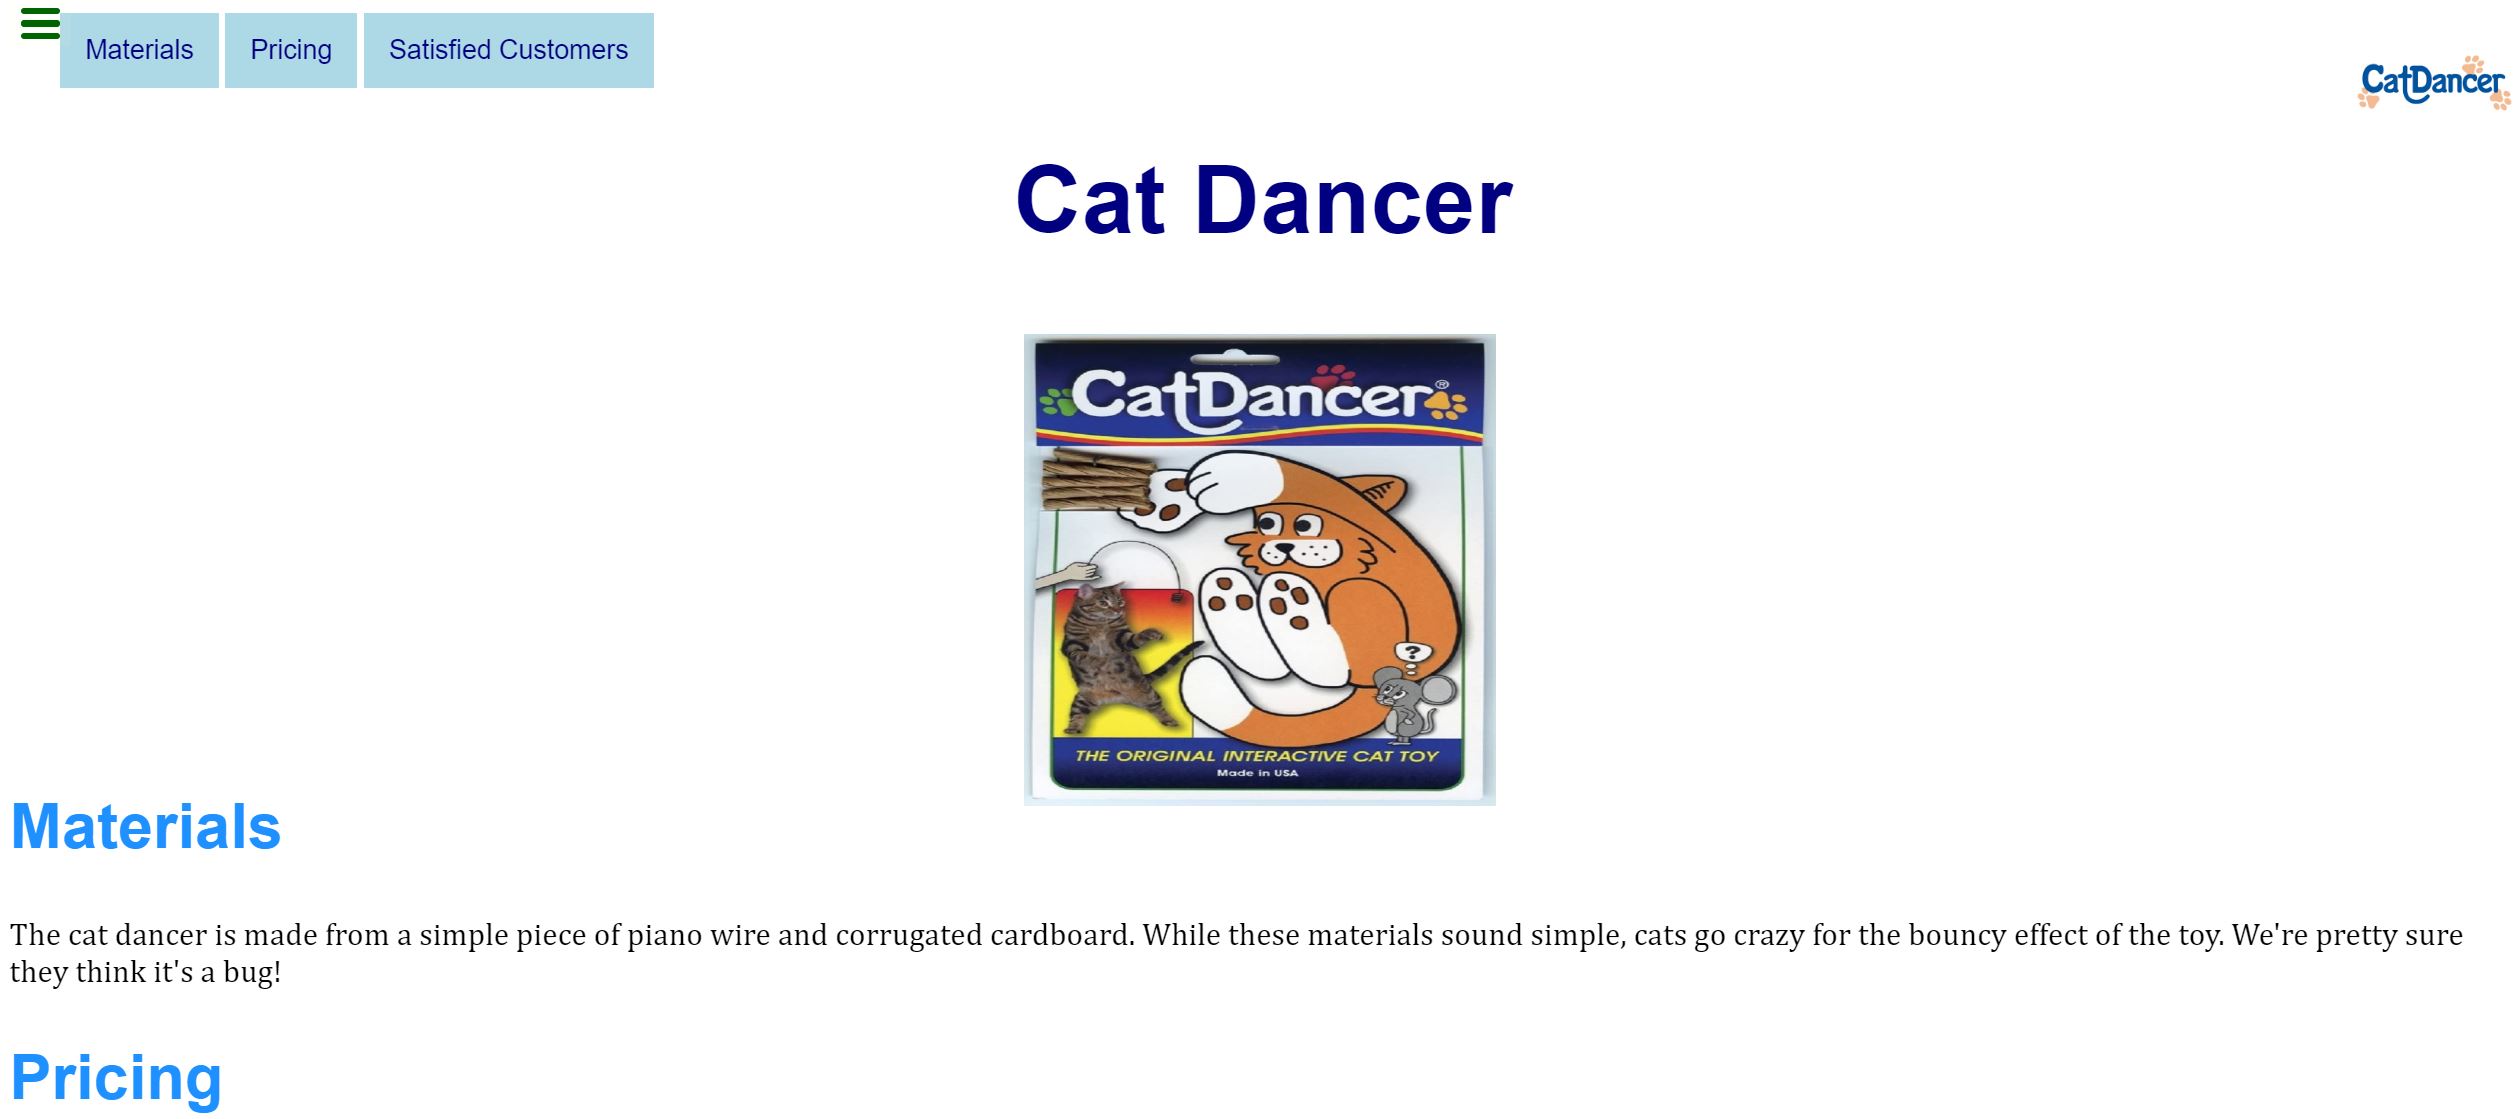 Materials
Pricing
Satisfied Customers
CatDancer
Cat Dancer
CatDancer®
?
THE ORIGINAL INTERACTIVE CAT TOY
Made in USA
Materials
The cat dancer is made from a simple piece of piano wire and corrugated cardboard. While these materials sound simple, cats go crazy for the bouncy effect of the toy. We're pretty sure
they think it's a bug!
Pricing